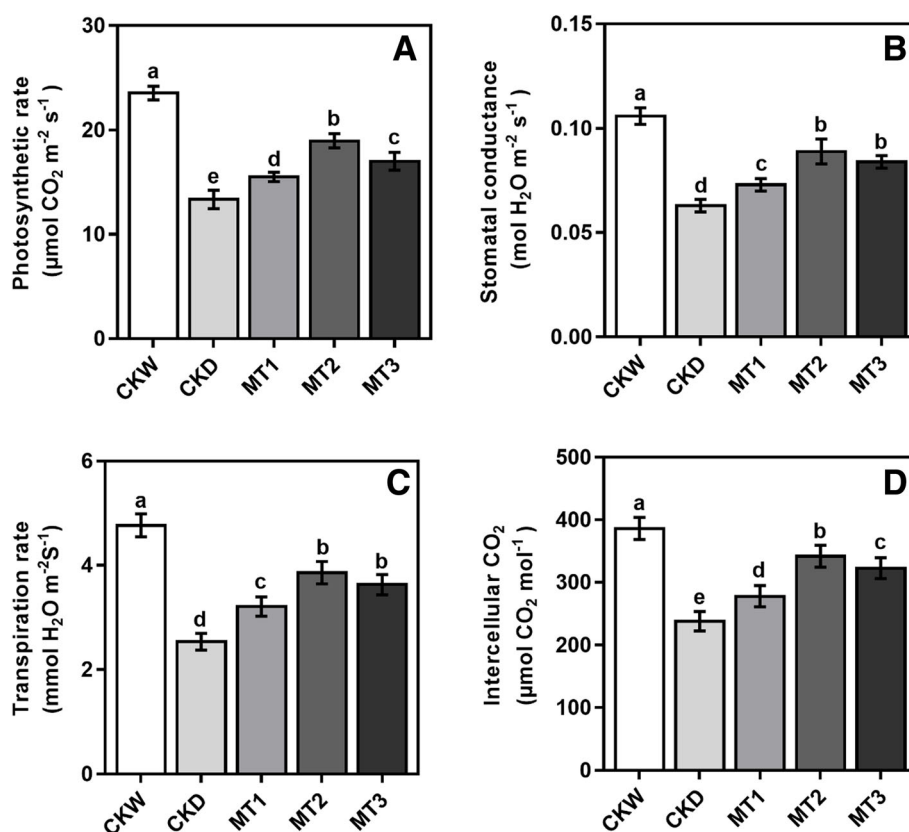 A
Photosynthetic rate
(µmol CO₂ m⁻² s⁻¹)
30
20
10
0
a
e
d
b
c
CKW
CKD
MT1
MT2
MT3
B
Stomatal conductance
(mol H₂O m⁻² s⁻¹)
0.15
0.10
0.05
0.00
a
d
c
b
b
CKW
CKD
MT1
MT2
MT3
C
Transpiration rate
(mmol H₂O m⁻²S⁻¹)
6
4
2
0
a
d
c
b
b
CKW
CKD
MT1
MT2
MT3
D
Intercellular CO₂
(µmol CO₂ mol⁻¹)
500
400
300
200
100
0
a
e
d
b
c
CKW
CKD
MT1
MT2
MT3